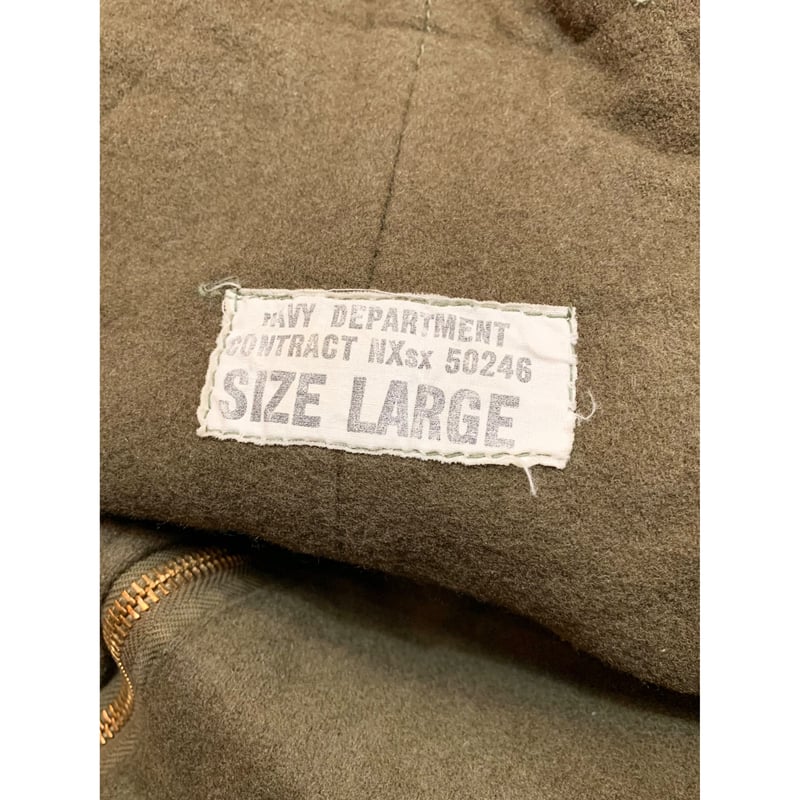 NAVY DEPARTMENT
CONTRACT NXsx 50246
SIZE LARGE